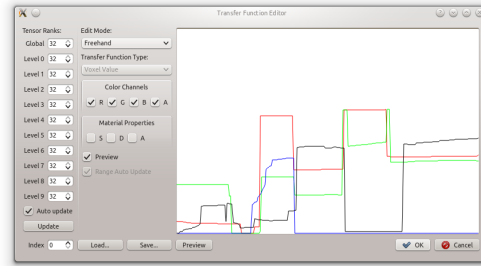 Transfer Function Editor
Tensor Ranks:
Global 32
Level 0 32
Level 1 32
Level 2 32
Level 3 32
Level 4 32
Level 5 32
Level 6 32
Level 7 32
Level 8 32
Level 9 32
Auto update
Update
Index 0
Edit Mode:
Freehand
Transfer Function Type:
Voxel Value
Color Channels
R G B A
Material Properties
S D A
Preview
Range Auto Update
Load... Save... Preview
OK Cancel